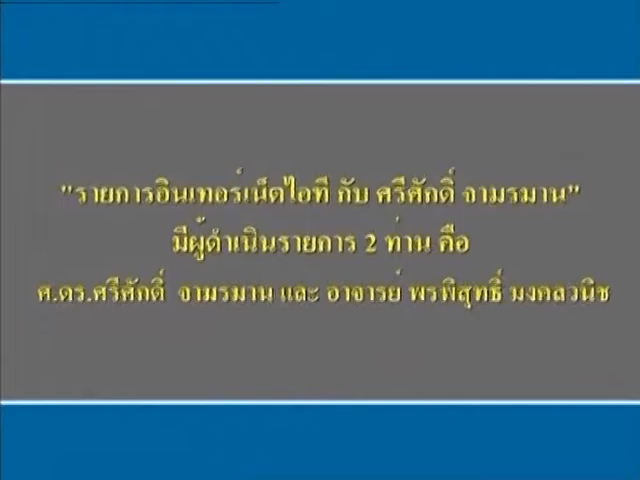 "รายการอินเทอร์เน็ตไอที กับ ศรีศักดิ์ จามรมาน"
มีผู้ดำเนินรายการ 2 ท่าน คือ
ศ.ดร.ศรีศักดิ์ จามรมาน และ อาจารย์ พรพิสุทธิ์ มงคลวนิช